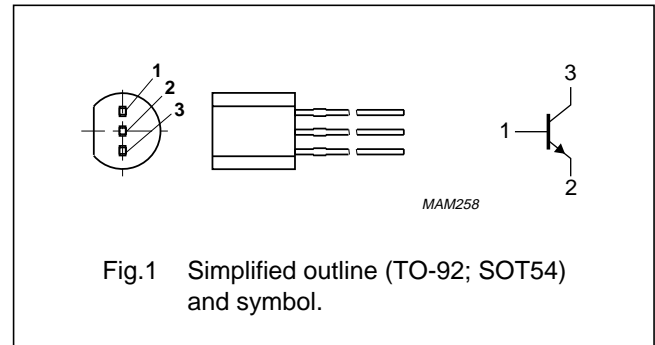 1
2
3
3
1
2
MAM258
Fig.1 Simplified outline (TO-92; SOT54)
and symbol.